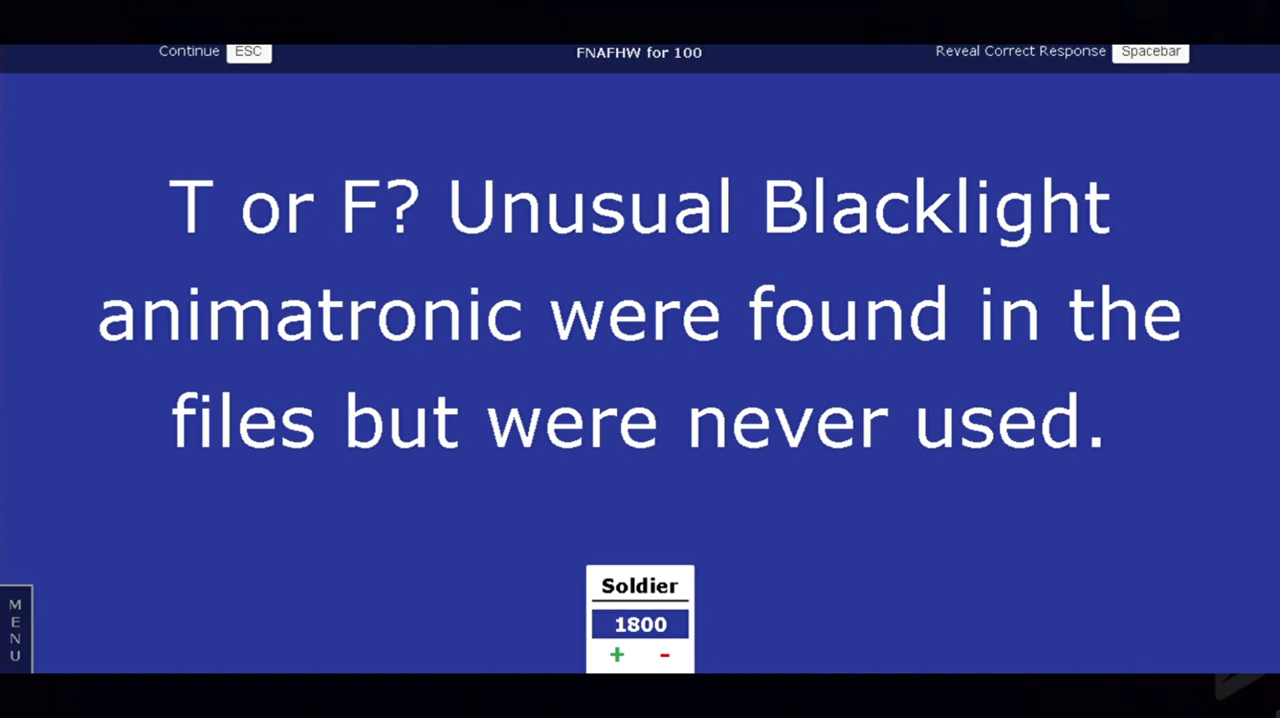 Continue ESC FNAFHW for 100 Reveal Correct Response Spacebar
T or F? Unusual Blacklight
animatronic were found in the
files but were never used.
MENU
Soldier
1800
+ -